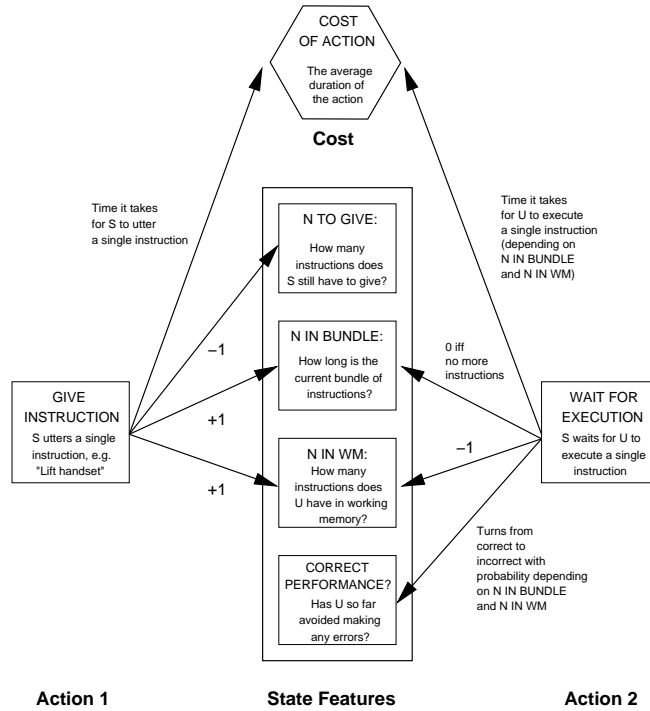 COST
OF ACTION
The average
duration of
the action
Cost
Time it takes
for S to utter
a single instruction
Time it takes
for U to execute
a single instruction
(depending on
N IN BUNDLE
and N IN WM)
N TO GIVE:
How many
instructions does
S still have to give?
−1
N IN BUNDLE:
How long is the
current bundle of
instructions?
0 iff
no more
instructions
GIVE
INSTRUCTION
S utters a single
instruction, e.g.
"Lift handset"
+1
+1
N IN WM:
How many
instructions does
U have in working
memory?
−1
WAIT FOR
EXECUTION
S waits for U to
execute a single
instruction
CORRECT
PERFORMANCE?
Has U so far
avoided making
any errors?
Turns from
correct to
incorrect with
probability depending
on N IN BUNDLE
and N IN WM
Action 1
State Features
Action 2